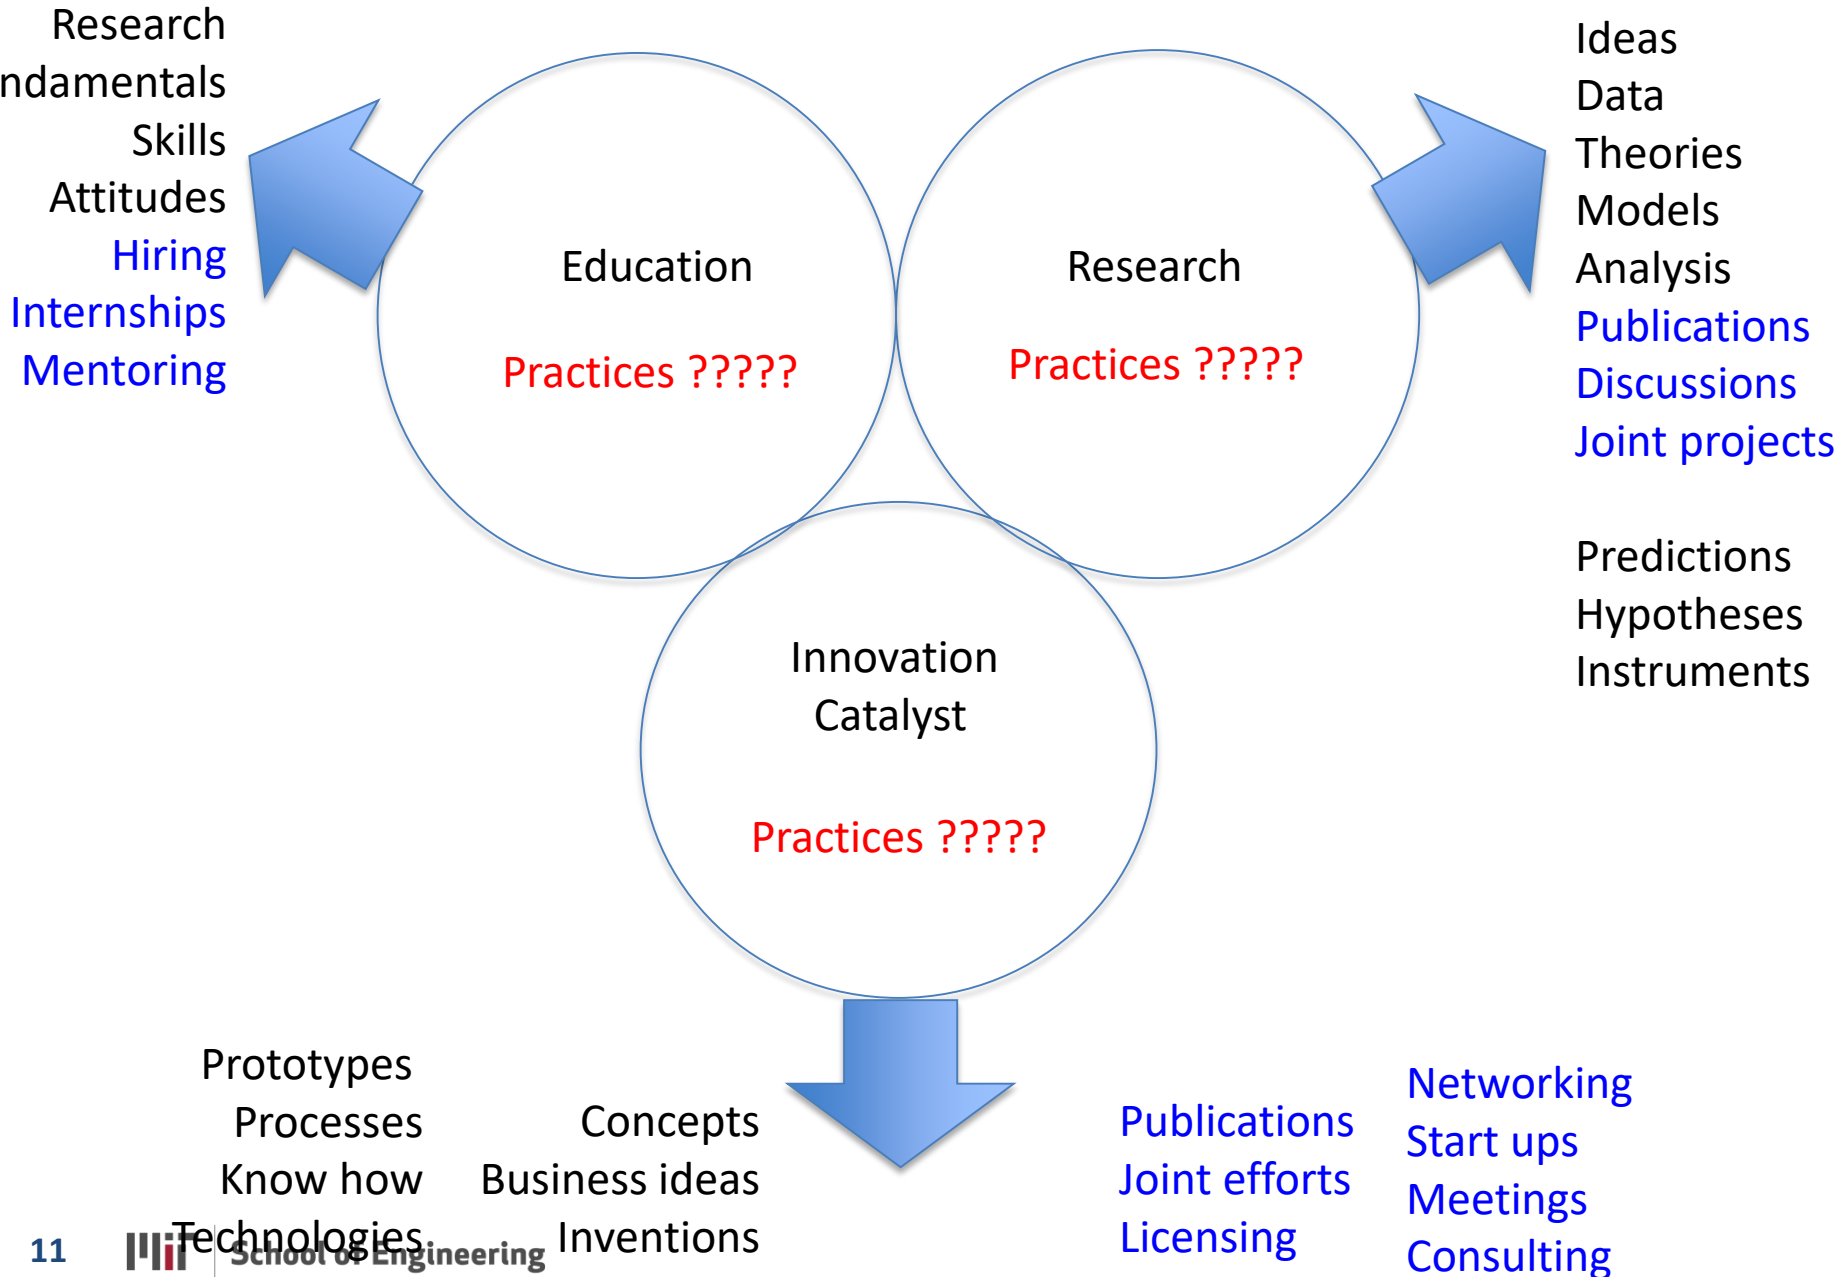 Research
ndamentals
Skills
Attitudes
Hiring
Internships
Mentoring
Education
Practices ?????
Research
Practices ?????
Ideas
Data
Theories
Models
Analysis
Publications
Discussions
Joint projects
Predictions
Hypotheses
Instruments
Innovation
Catalyst
Practices ?????
Prototypes
Processes
Know how
Technologies
Concepts
Business ideas
Inventions
Publications
Joint efforts
Licensing
Networking
Start ups
Meetings
Consulting
11
MIT School of Engineering